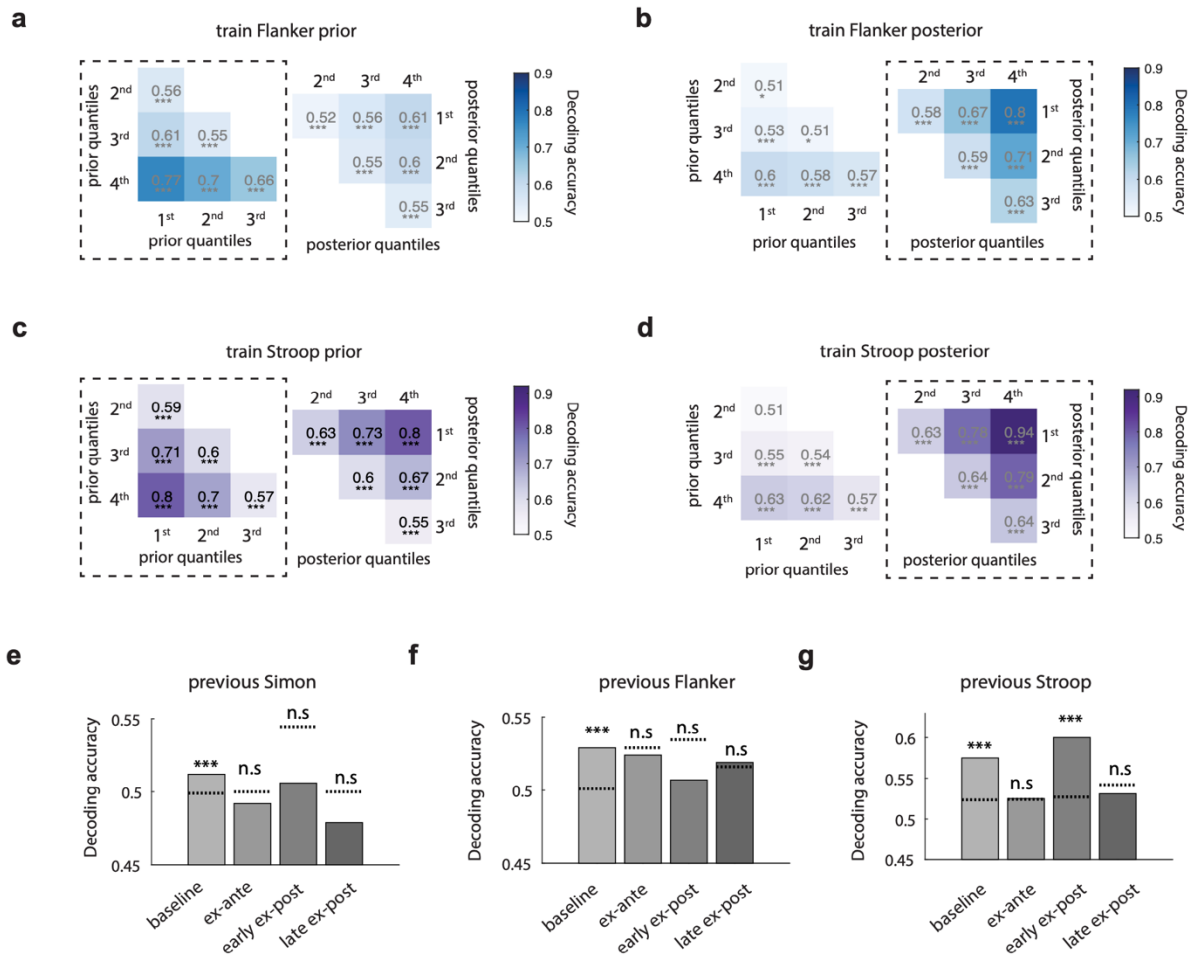 a
train Flanker prior
prior quantiles
2nd
0.56
***
3rd
0.61
***
0.55
***
4th
0.77
***
0.7
***
0.66
***
1st
2nd
3rd
prior quantiles
2nd
3rd
4th
0.52
***
0.56
***
0.61
***
1st
0.55
***
0.6
***
2nd
0.55
***
3rd
posterior quantiles
posterior quantiles
0.9
0.8
0.7
0.6
0.5
Decoding accuracy
b
train Flanker posterior
prior quantiles
2nd
0.51
*
3rd
0.53
***
0.51
*
4th
0.6
***
0.58
***
0.57
***
1st
2nd
3rd
prior quantiles
2nd
3rd
4th
0.58
***
0.67
***
0.8
***
1st
0.59
***
0.71
***
2nd
0.63
***
3rd
posterior quantiles
posterior quantiles
0.9
0.8
0.7
0.6
0.5
Decoding accuracy
c
train Stroop prior
prior quantiles
2nd
0.59
***
3rd
0.71
***
0.6
***
4th
0.8
***
0.7
***
0.57
***
1st
2nd
3rd
prior quantiles
2nd
3rd
4th
0.63
***
0.73
***
0.8
***
1st
0.6
***
0.67
***
2nd
0.55
***
3rd
posterior quantiles
posterior quantiles
0.9
0.8
0.7
0.6
0.5
Decoding accuracy
d
train Stroop posterior
prior quantiles
2nd
0.51
3rd
0.55
***
0.54
***
4th
0.63
***
0.62
***
0.57
***
1st
2nd
3rd
prior quantiles
2nd
3rd
4th
0.63
***
0.78
***
0.94
***
1st
0.64
***
0.79
***
2nd
0.64
***
3rd
posterior quantiles
posterior quantiles
0.9
0.8
0.7
0.6
0.5
Decoding accuracy
e
previous Simon
Decoding accuracy
0.55
0.5
0.45
***
n.s
n.s
n.s
baseline
ex-ante
early ex-post
late ex-post
f
previous Flanker
Decoding accuracy
0.55
0.5
0.45
***
n.s
n.s
n.s
baseline
ex-ante
early ex-post
late ex-post
g
previous Stroop
Decoding accuracy
0.6
0.55
0.5
0.45
***
n.s
***
n.s
baseline
ex-ante
early ex-post
late ex-post